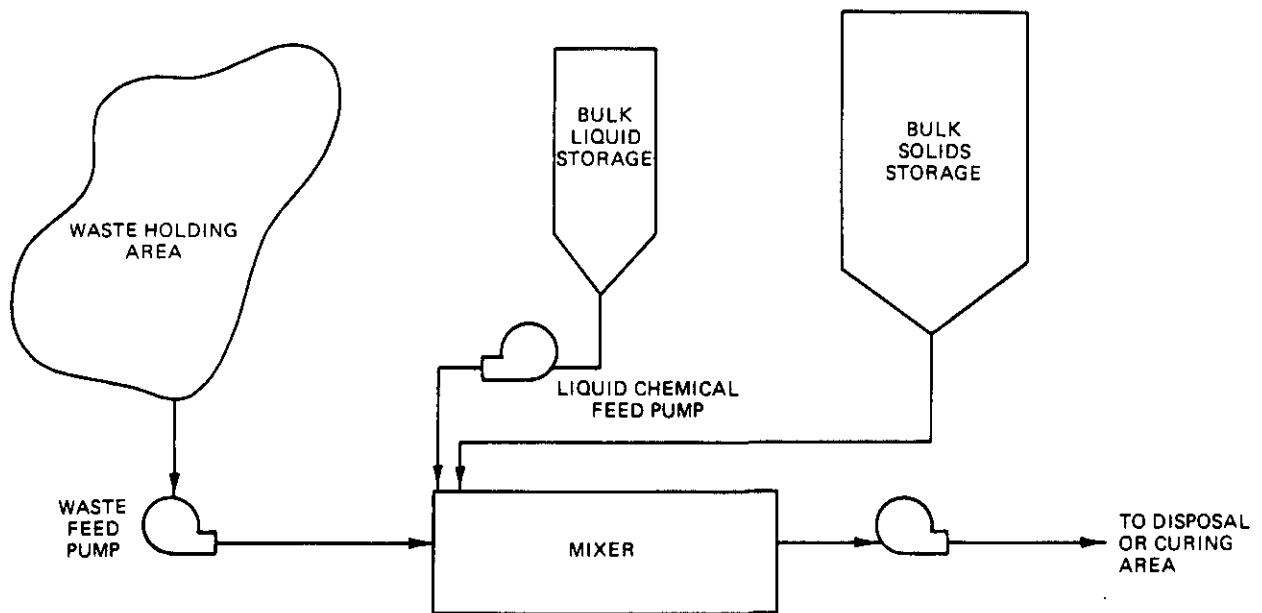 BULK
LIQUID
STORAGE
BULK
SOLIDS
STORAGE
WASTE HOLDING
AREA
LIQUID CHEMICAL
FEED PUMP
WASTE
FEED
PUMP
MIXER
TO DISPOSAL
OR CURING
AREA